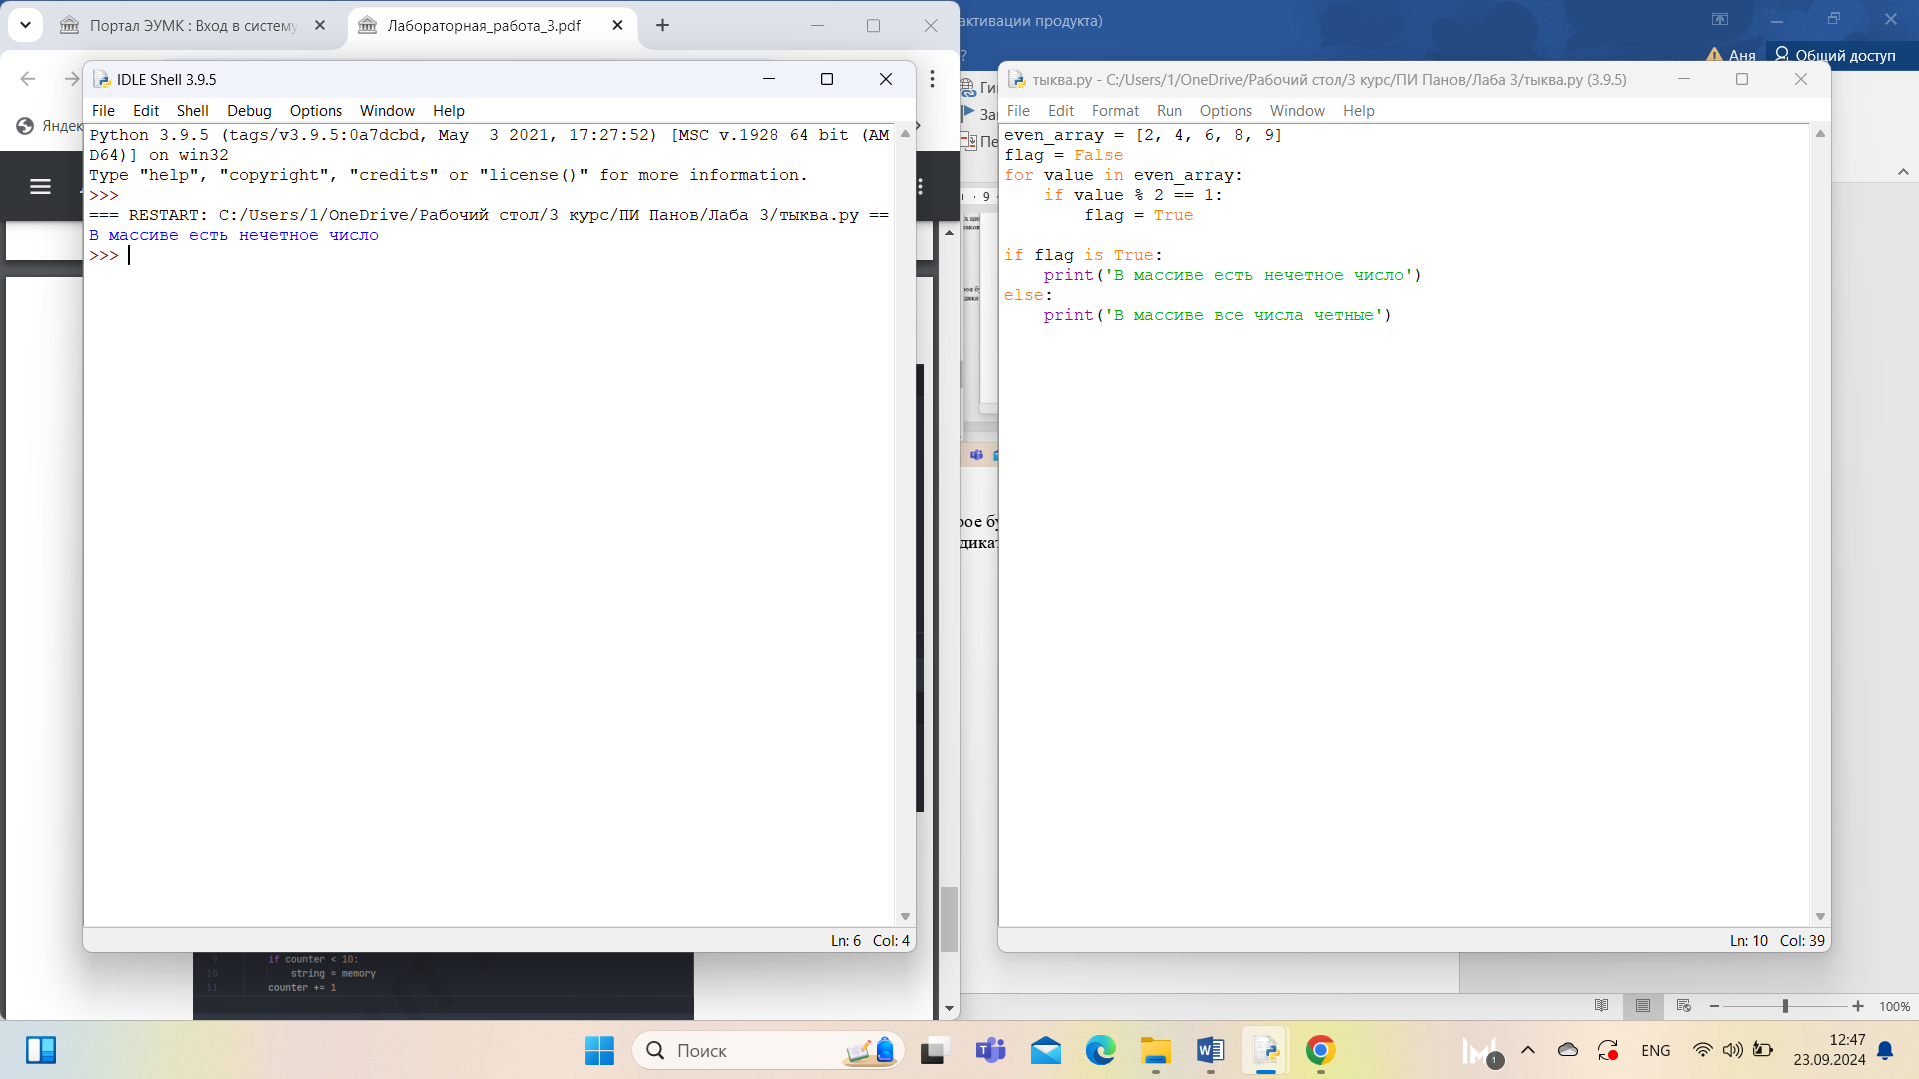 Портал ЭУМК : Вход в систему
Лабораторная_работа_3.pdf
активации продукта)
Аня
Общий доступ
IDLE Shell 3.9.5
File Edit Shell Debug Options Window Help
Python 3.9.5 (tags/v3.9.5:0a7dcbd, May  3 2021, 17:27:52) [MSC v.1928 64 bit (AM
D64)] on win32
Type "help", "copyright", "credits" or "license()" for more information.
>>>
=== RESTART: C:/Users/1/OneDrive/Рабочий стол/3 курс/ПИ Панов/Лаба 3/тыква.py ==
В массиве есть нечетное число
>>>
Ln: 6 Col: 4
9 if counter < 10:
10 string = memory
11 counter += 1
тыква.py - C:/Users/1/OneDrive/Рабочий стол/3 курс/ПИ Панов/Лаба 3/тыква.py (3.9.5)
File Edit Format Run Options Window Help
even_array = [2, 4, 6, 8, 9]
flag = False
for value in even_array:
    if value % 2 == 1:
        flag = True
if flag is True:
    print('В массиве есть нечетное число')
else:
    print('В массиве все числа четные')
Ln: 10 Col: 39
100%
Поиск
ENG
12:47
23.09.2024